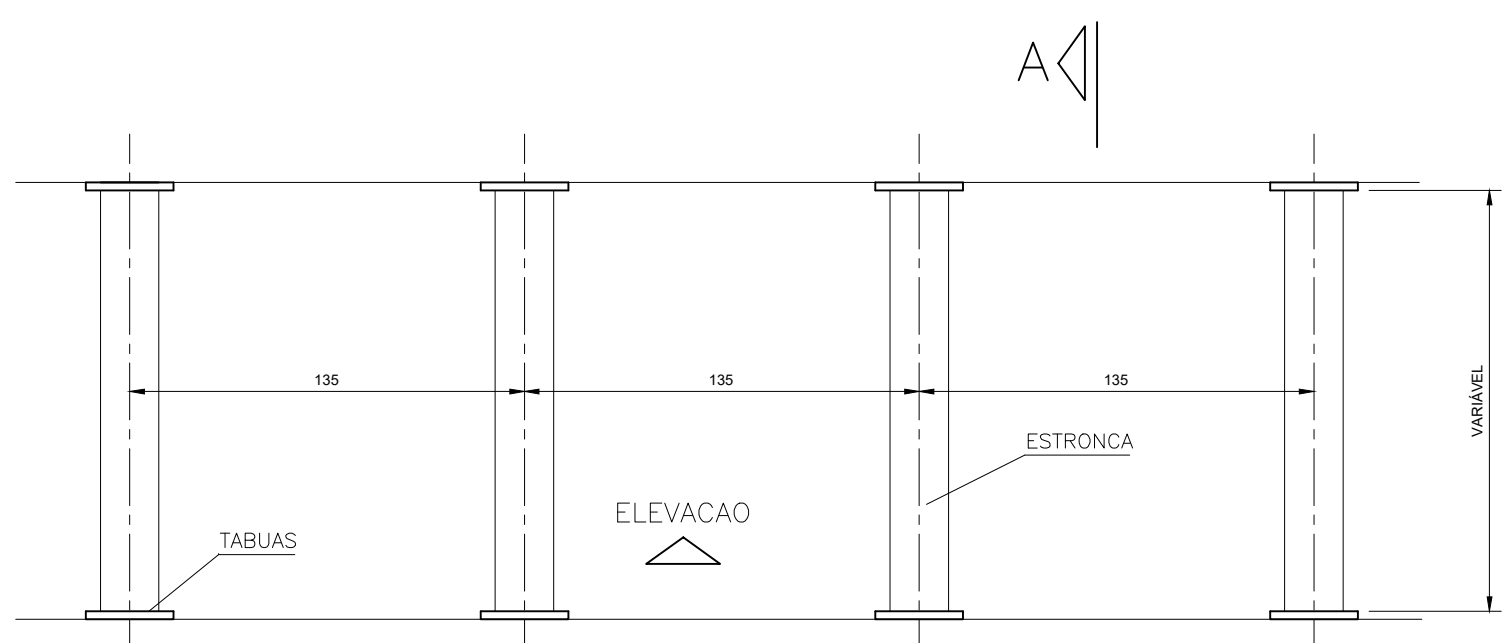 A
135
135
135
VARIÁVEL
ESTRONCA
ELEVACAO
TABUAS